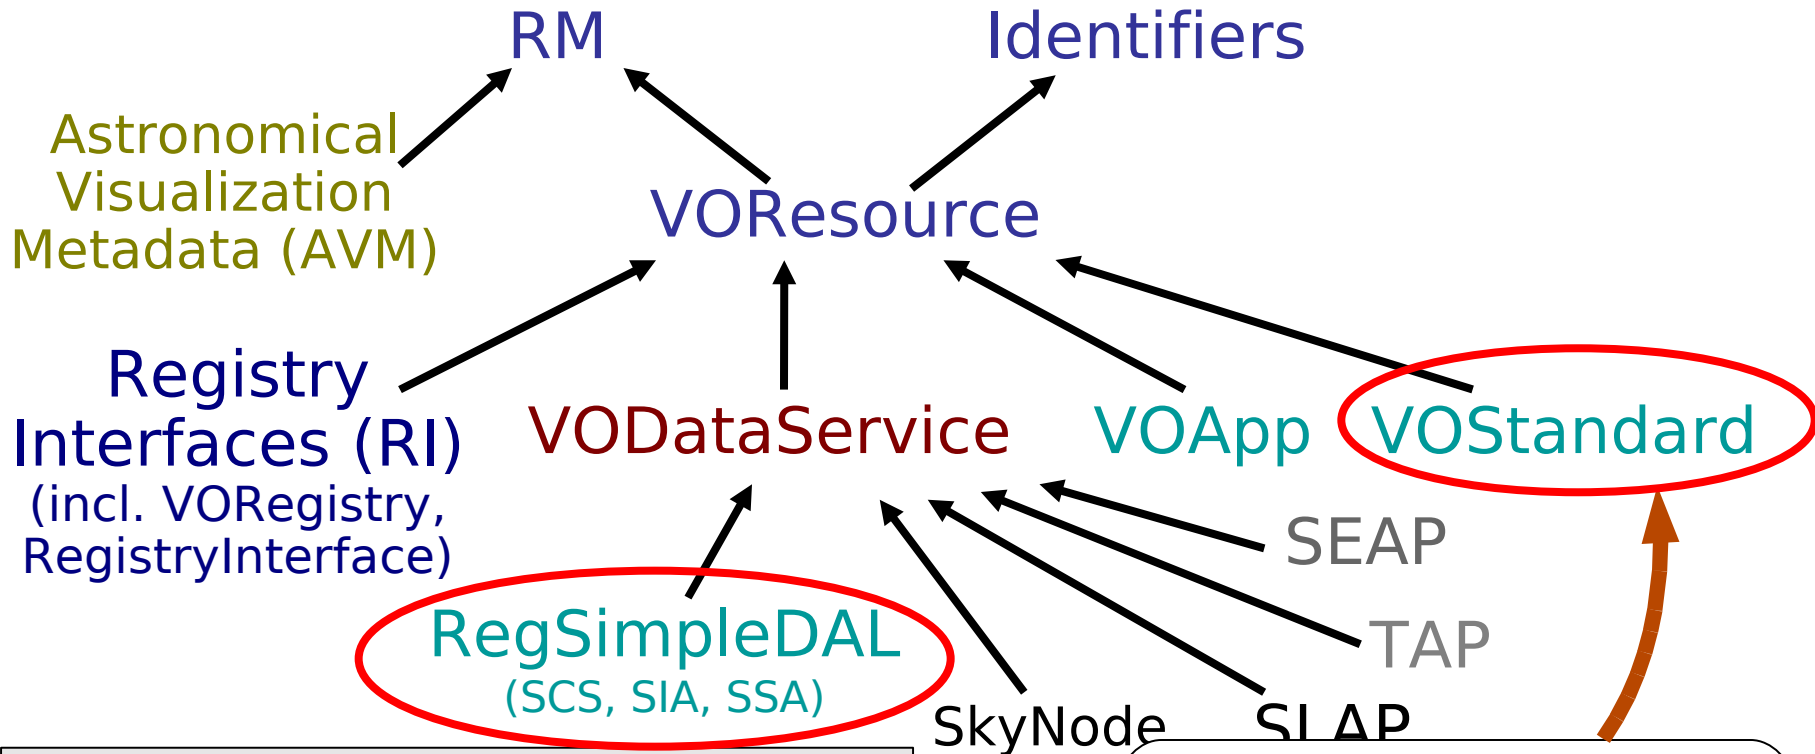 RM
Identifiers
Astronomical
Visualization
Metadata (AVM)
VOResource
Registry
Interfaces (RI)
(incl. VORegistry,
RegistryInterface)
VODataService
VOApp
VOStandard
SEAP
TAP
RegSimpleDAL
(SCS, SIA, SSA)
SkyNode
SLAP